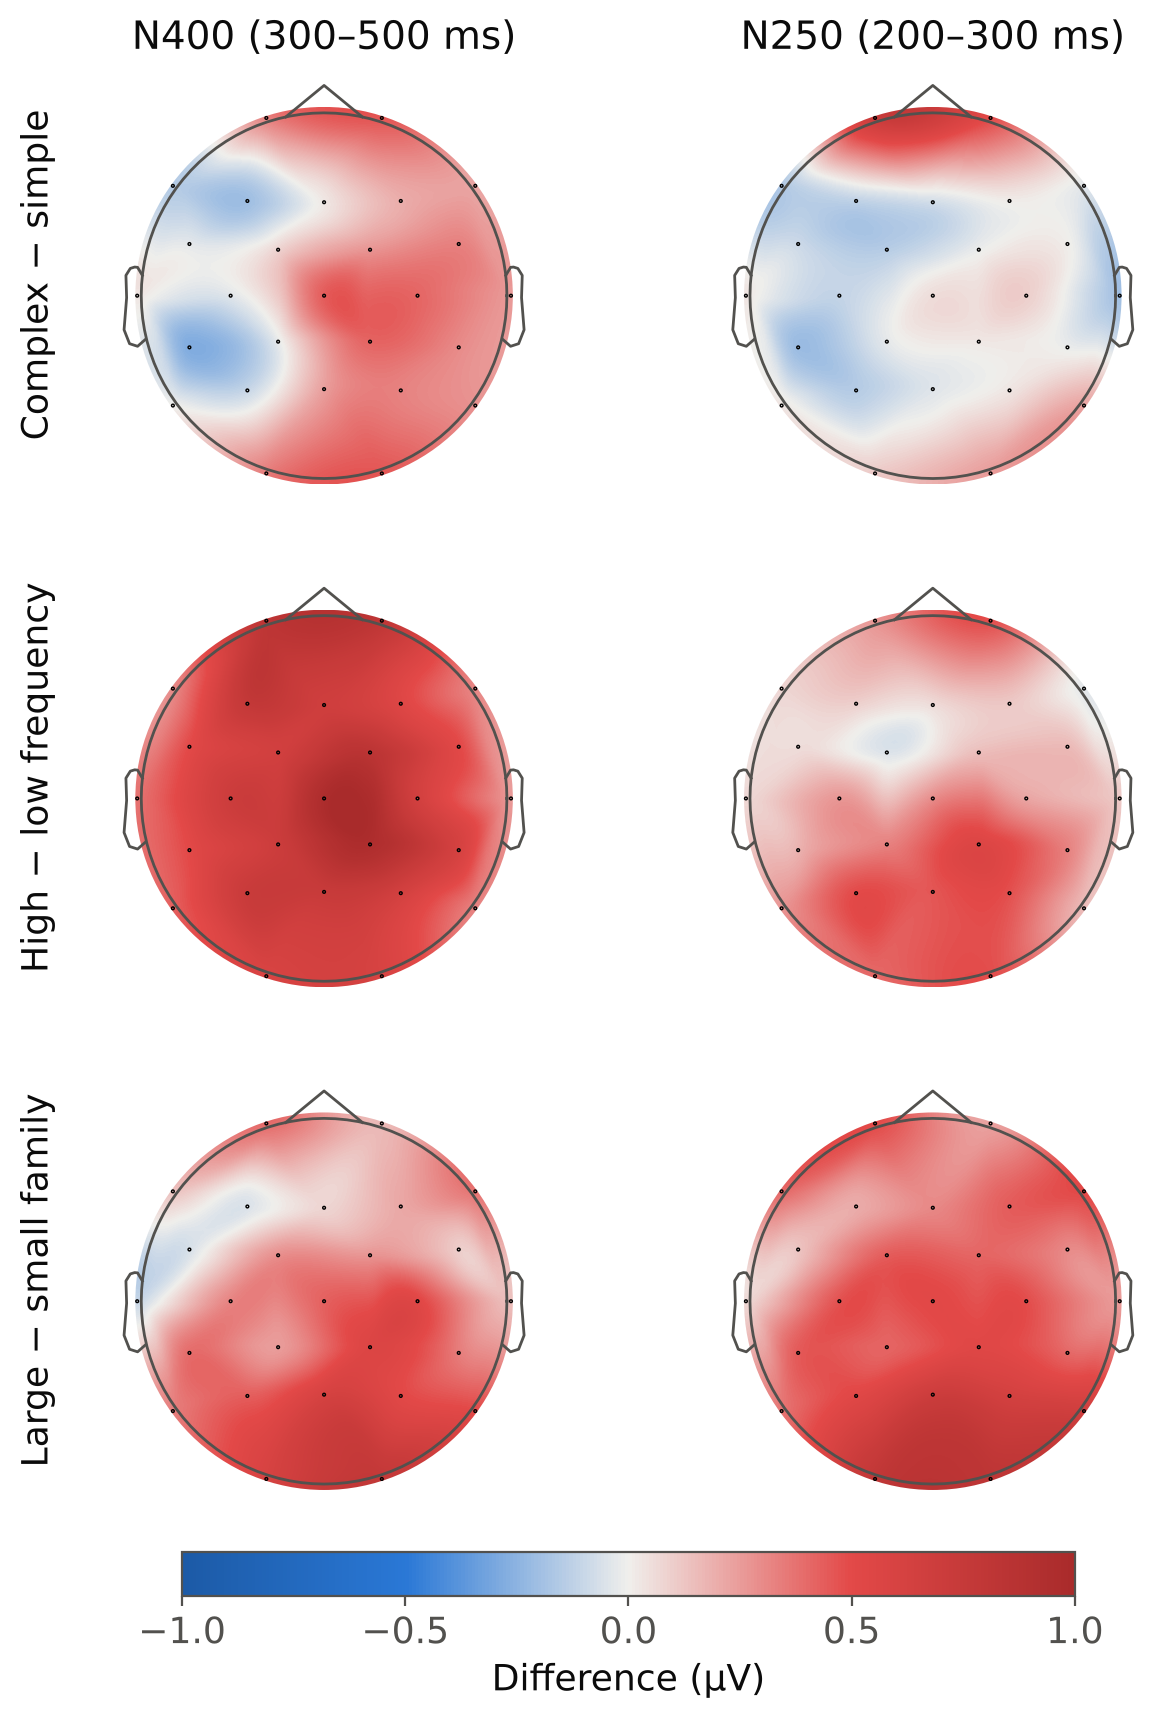 N400 (300–500 ms)
N250 (200–300 ms)
Complex − simple
High − low frequency
Large − small family
−1.0
−0.5
0.0
0.5
1.0
Difference (µV)